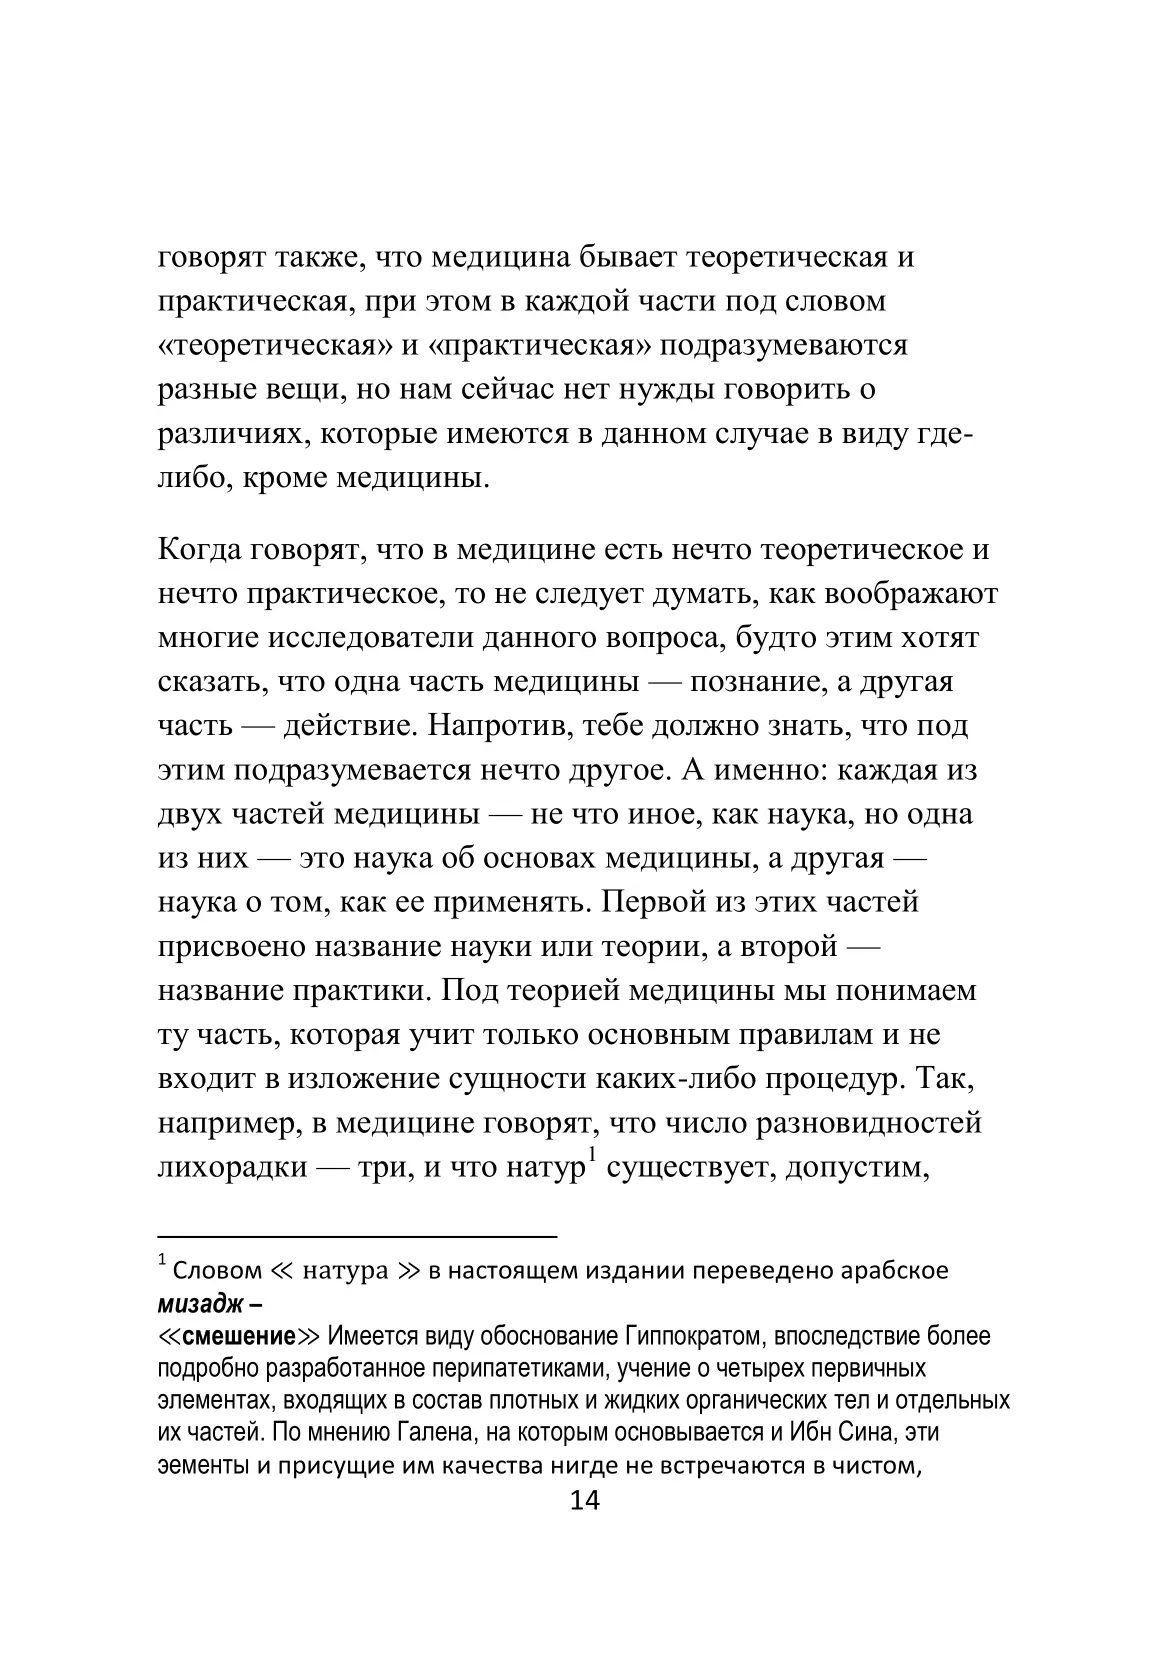 говорят также, что медицина бывает теоретическая и
практическая, при этом в каждой части под словом
«теоретическая» и «практическая» подразумеваются
разные вещи, но нам сейчас нет нужды говорить о
различиях, которые имеются в данном случае в виду где-
либо, кроме медицины.
Когда говорят, что в медицине есть нечто теоретическое и
нечто практическое, то не следует думать, как воображают
многие исследователи данного вопроса, будто этим хотят
сказать, что одна часть медицины — познание, а другая
часть — действие. Напротив, тебе должно знать, что под
этим подразумевается нечто другое. А именно: каждая из
двух частей медицины — не что иное, как наука, но одна
из них — это наука об основах медицины, а другая —
наука о том, как ее применять. Первой из этих частей
присвоено название науки или теории, а второй —
название практики. Под теорией медицины мы понимаем
ту часть, которая учит только основным правилам и не
входит в изложение сущности каких-либо процедур. Так,
например, в медицине говорят, что число разновидностей
лихорадки — три, и что натур¹ существует, допустим,
¹ Словом ≪ натура ≫ в настоящем издании переведено арабское
мизадж –
≪смешение≫ Имеется виду обоснование Гиппократом, впоследствие более
подробно разработанное перипатетиками, учение о четырех первичных
элементах, входящих в состав плотных и жидких органических тел и отдельных
их частей. По мнению Галена, на которым основывается и Ибн Сина, эти
эементы и присущие им качества нигде не встречаются в чистом,
14